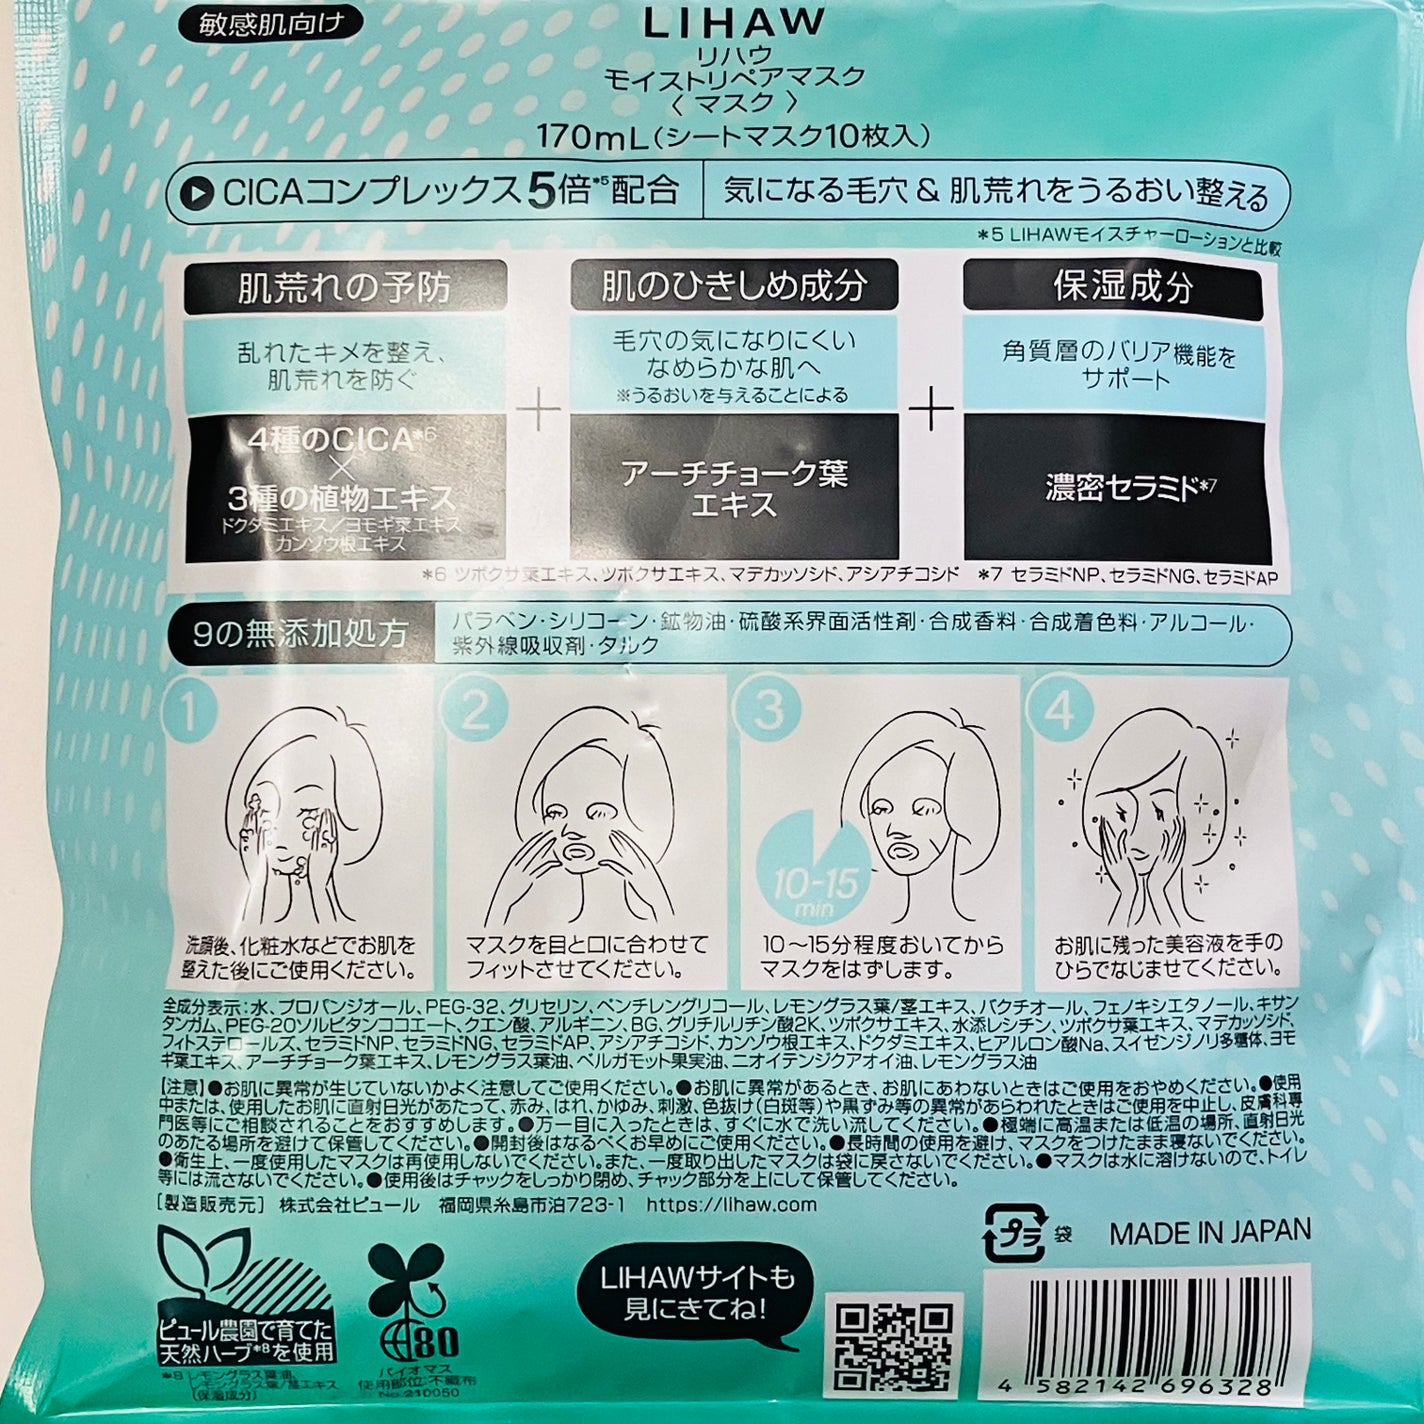 敏感肌向け
LIHAW
リハウ
モイストリペアマスク
〈マスク〉
170mL(シートマスク10枚入)
CICAコンプレックス5倍*5配合
気になる毛穴 & 肌荒れをうるおい整える
*5 LIHAWモイスチャーローションと比較
肌荒れの予防
乱れたキメを整え、
肌荒れを防ぐ
4種のCICA*6
×
3種の植物エキス
ドクダミエキス/ヨモギ葉エキス
カンゾウ根エキス
+
肌のひきしめ成分
毛穴の気になりにくい
なめらかな肌へ
※うるおいを与えることによる
アーチチョーク葉
エキス
+
保湿成分
角質層のバリア機能を
サポート
濃密セラミド*7
*6 ツボクサ葉エキス、ツボクサエキス、マデカッソシド、アシアチコシド *7 セラミドNP、セラミドNG、セラミドAP
9の無添加処方
パラベン・シリコーン・鉱物油・硫酸系界面活性剤・合成香料・合成着色料・アルコール・
紫外線吸収剤・タルク
1
洗顔後、化粧水などでお肌を
整えた後にご使用ください。
2
マスクを目と口に合わせて
フィットさせてください。
3
10-15
min
10〜15分程度おいてから
マスクをはずします。
4
お肌に残った美容液を手の
ひらでなじませてください。
全成分表示:水、プロパンジオール、PEG-32、グリセリン、ペンチレングリコール、レモングラス葉/茎エキス、バクチオール、フェノキシエタノール、キサン
タンガム、PEG-20ソルビタンココエート、クエン酸、アルギニン、BG、グリチルリチン酸2K、ツボクサエキス、水添レシチン、ツボクサ葉エキス、マデカッソシド、
フィトステロールズ、セラミドNP、セラミドNG、セラミドAP、アシアチコシド、カンゾウ根エキス、ドクダミエキス、ヒアルロン酸Na、スイゼンジノリ多糖体、ヨモ
ギ葉エキス、アーチチョーク葉エキス、レモングラス葉油、ベルガモット果実油、ニオイテンジクアオイ油、レモングラス油
【注意】●お肌に異常が生じていないかよく注意してご使用ください。●お肌に異常があるとき、お肌にあわないときはご使用をおやめください。●使用
中または、使用したお肌に直射日光があたって、赤み、はれ、かゆみ、刺激、色抜け(白斑等)や黒ずみ等の異常があらわれたときはご使用を中止し、皮膚科専
門医等にご相談されることをおすすめします。●万一目に入ったときは、すぐに水で洗い流してください。●極端に高温または低温の場所、直射日光
のあたる場所を避けて保管してください。●開封後はなるべくお早めにご使用ください。●長時間の使用を避け、マスクをつけたまま寝ないでください。
●衛生上、一度使用したマスクは再使用しないでください。また、一度取り出したマスクは袋に戻さないでください。●マスクは水に溶けないので、トイレ
等には流さないでください。●使用後はチャックをしっかり閉め、チャック部分を上にして保管してください。
[製造販売元] 株式会社ピュール 福岡県糸島市泊723-1 https://lihaw.com
ピュール農園で育てた
天然ハーブ*8を使用
*8 レモングラス葉油、
レモングラス葉/茎エキス
(保湿成分)
80
バイオマス
使用部位:不織布
No.210050
LIHAWサイトも
見にきてね!
プラ
袋
MADE IN JAPAN
4 582142 696328